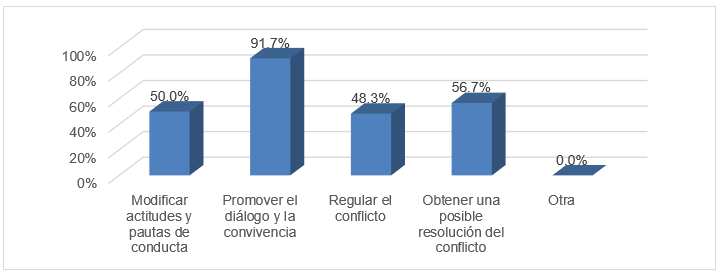 100%
80%
60%
40%
20%
0%
50.0%
91.7%
48.3%
56.7%
0.0%
Modificar
actitudes y
pautas de
conducta
Promover el
diálogo y la
convivencia
Regular el
conflicto
Obtener una
posible
resolución del
conflicto
Otra